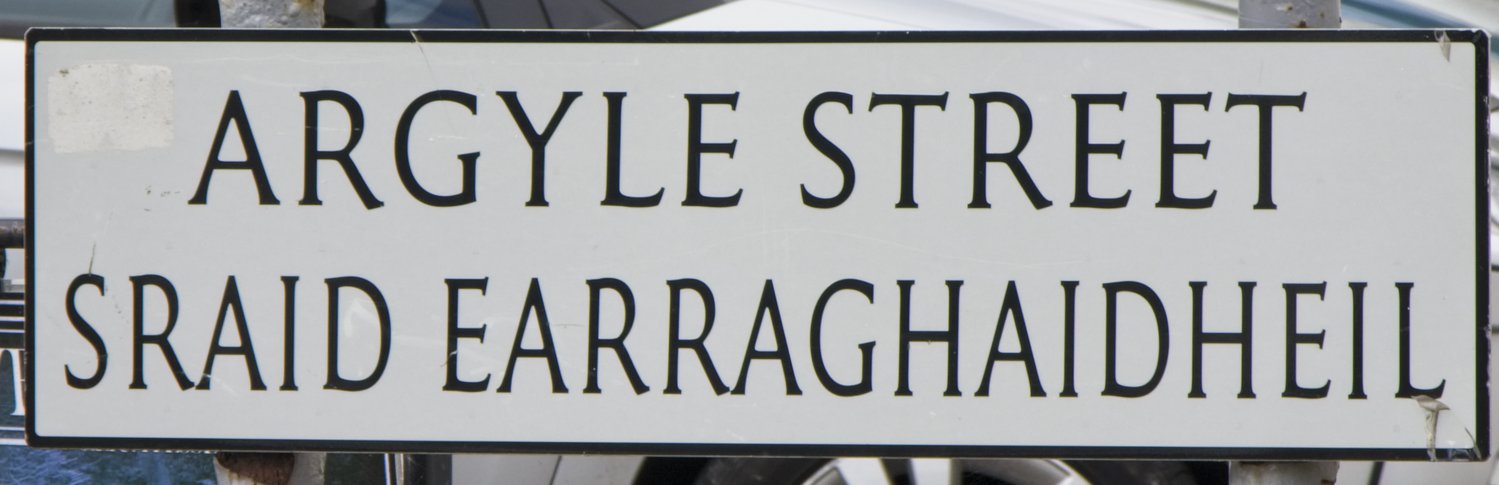 ARGYLE STREET
SRAID EARRAGHAIDHEIL